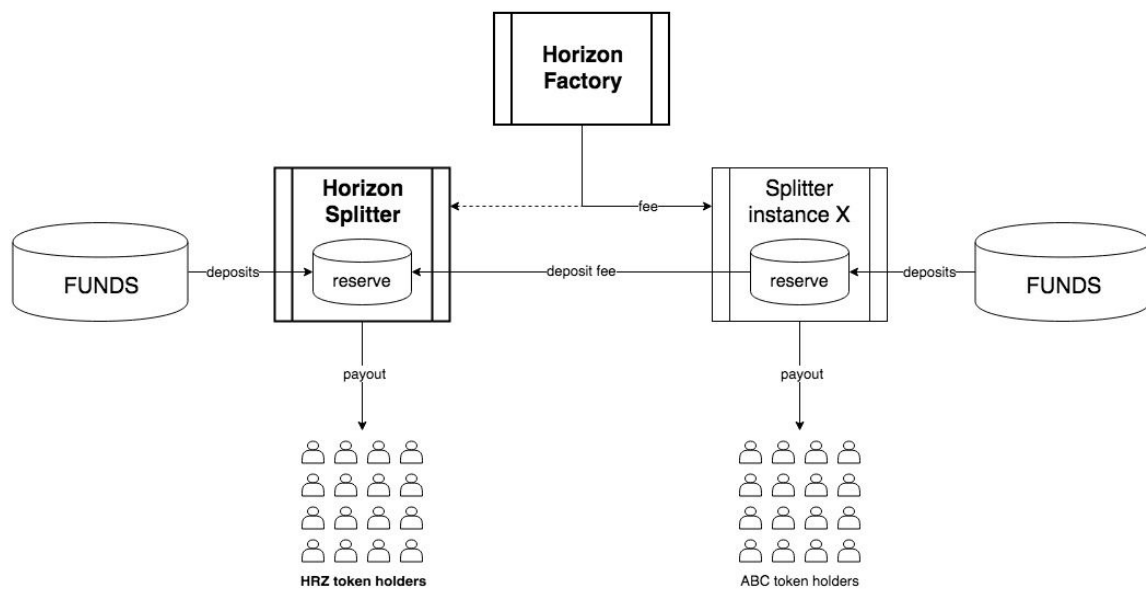 Horizon
Factory
Horizon
Splitter
Splitter
instance X
fee
FUNDS
deposits
reserve
deposit fee
reserve
deposits
FUNDS
payout
payout
HRZ token holders
ABC token holders